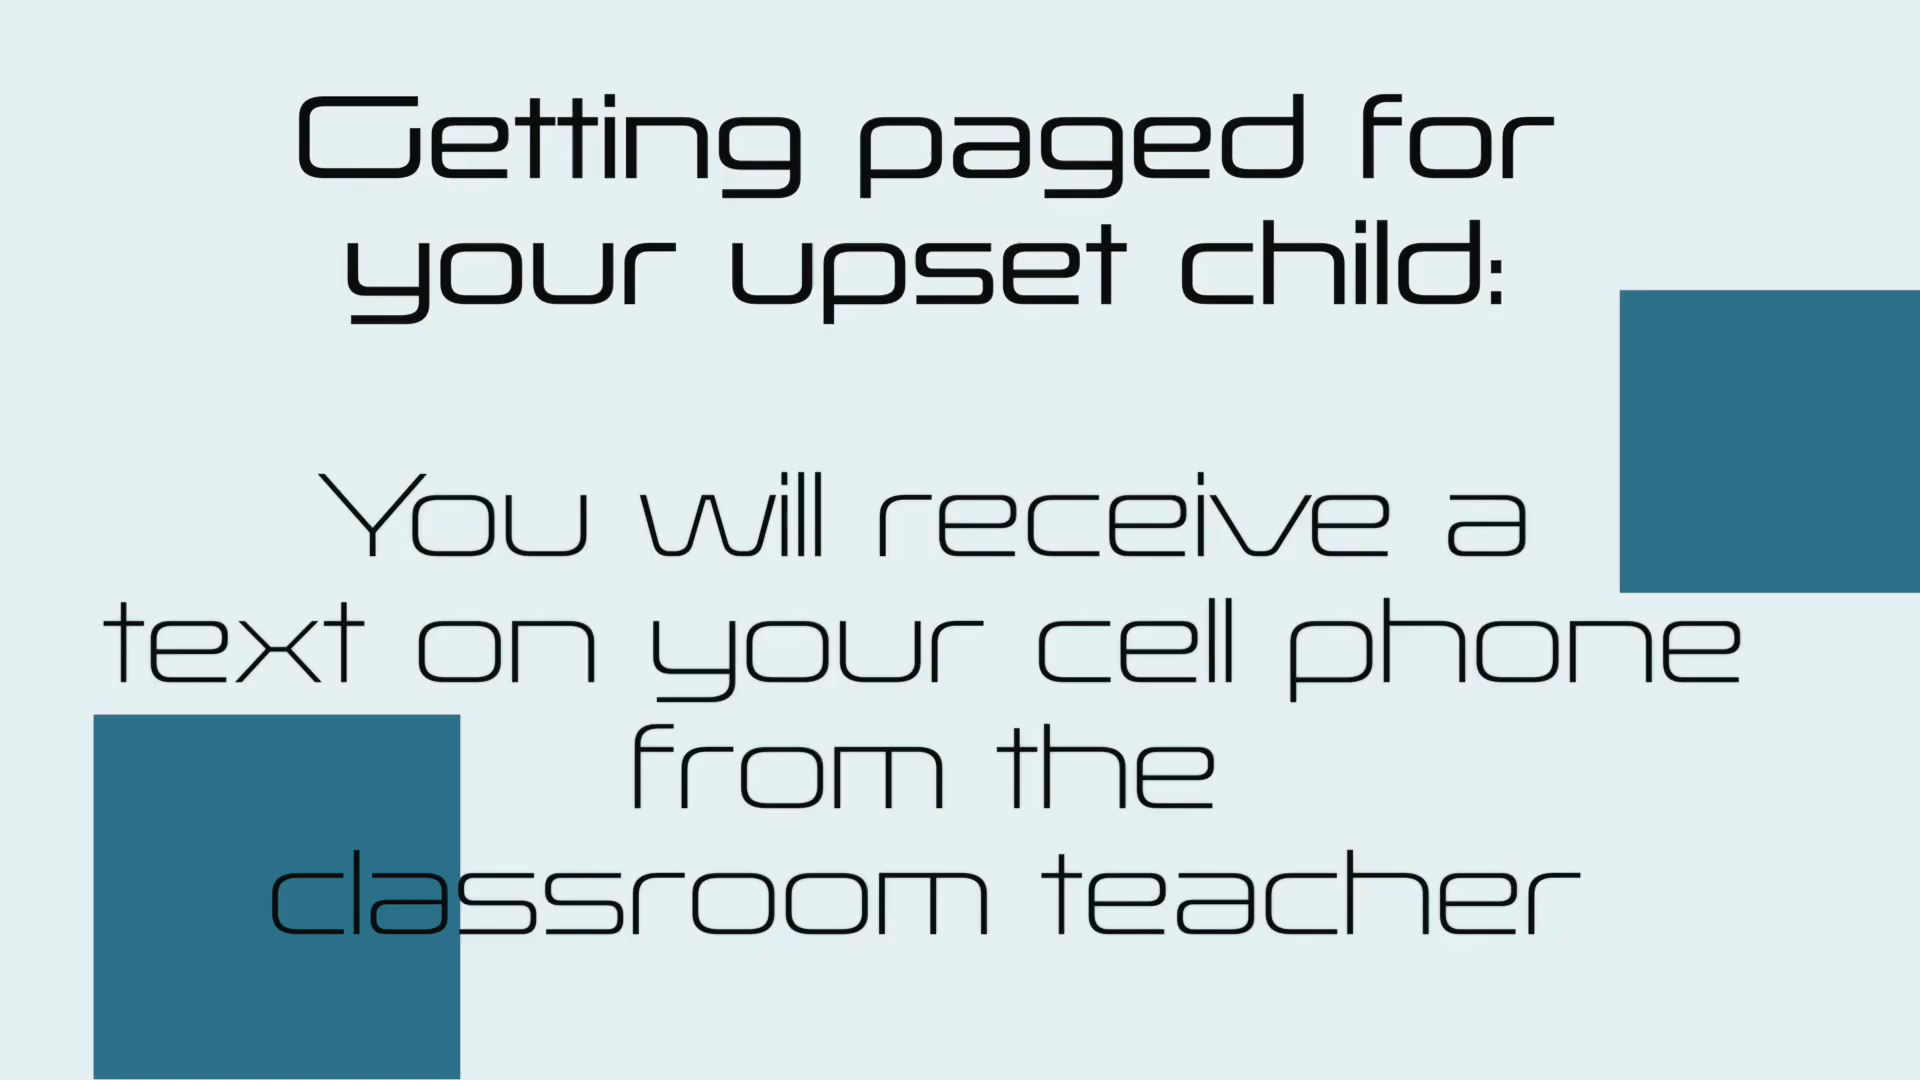 Getting paged for
your upset child:
You will receive a
text on your cell phone
from the
classroom teacher